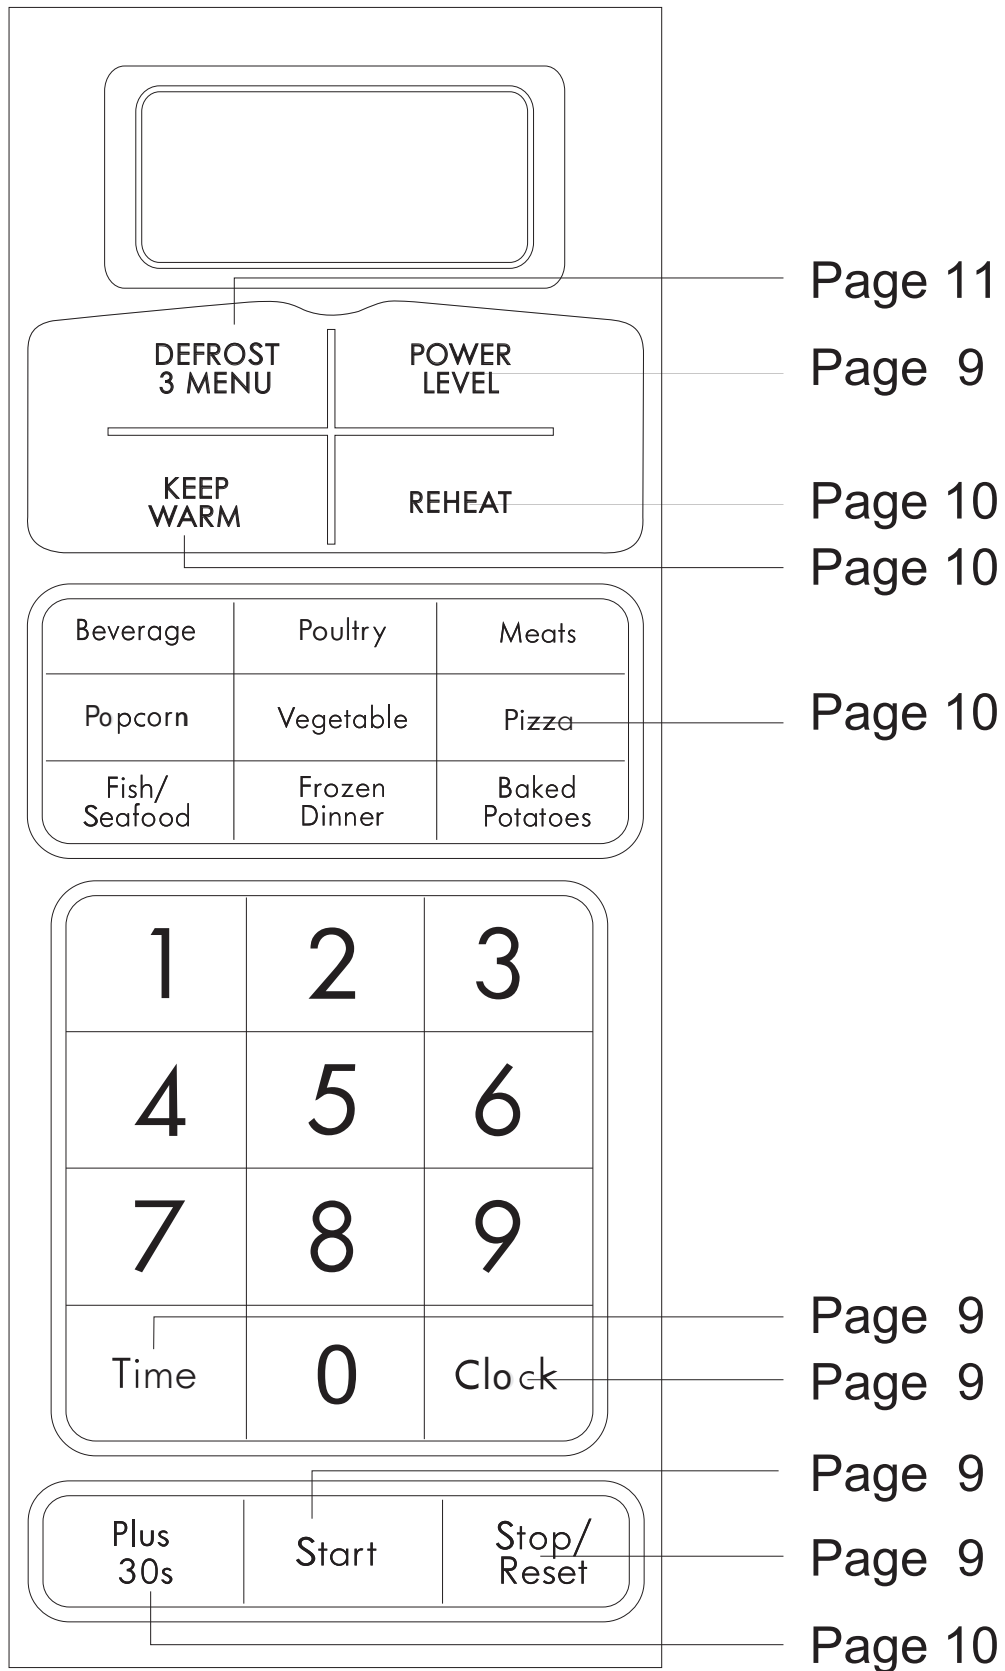 Page 11
DEFROST
3 MENU
POWER
LEVEL
Page 9
KEEP
WARM
REHEAT
Page 10
Page 10
Beverage
Poultry
Meats
Popcorn
Vegetable
Pizza
Page 10
Fish/
Seafood
Frozen
Dinner
Baked
Potatoes
1
2
3
4
5
6
7
8
9
Page 9
Time
0
Clock
Page 9
Page 9
Plus
30s
Start
Stop/
Reset
Page 9
Page 10